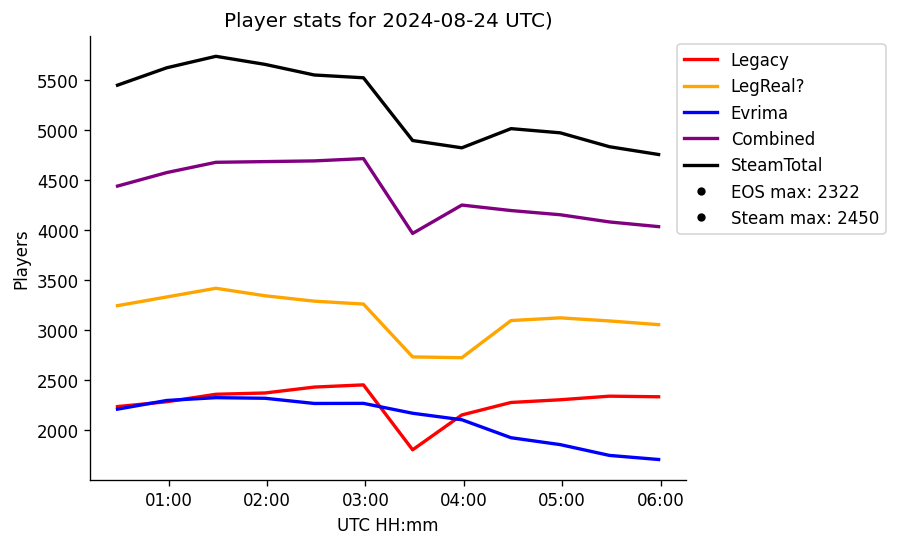 Player stats for 2024-08-24 UTC)
Legacy
LegReal?
Evrima
Combined
SteamTotal
EOS max: 2322
Steam max: 2450
Players
5500
5000
4500
4000
3500
3000
2500
2000
01:00 02:00 03:00 04:00 05:00 06:00
UTC HH:mm